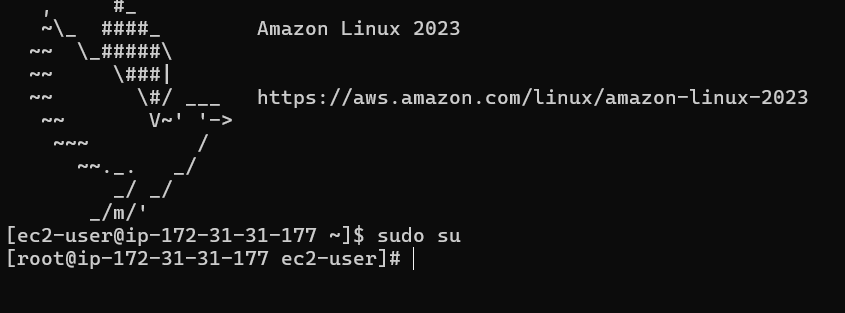 ,     #_
   ~\_  ####_        Amazon Linux 2023
  ~~  \_#####\
  ~~     \###|
  ~~       \#/ ___   https://aws.amazon.com/linux/amazon-linux-2023
   ~~       V~' '->
    ~~~         /
      ~~._.   _/
         _/ _/
       _/m/'
[ec2-user@ip-172-31-31-177 ~]$ sudo su
[root@ip-172-31-31-177 ec2-user]#